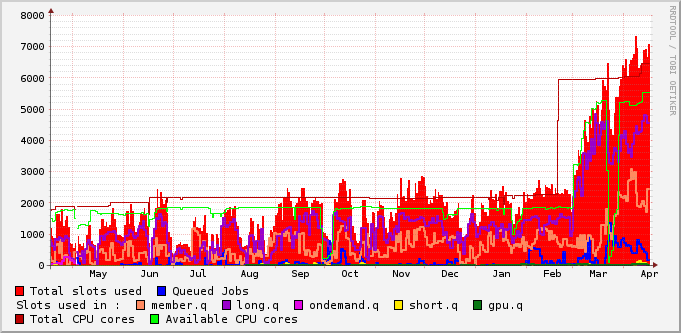 8000
7000
6000
5000
4000
3000
2000
1000
0
May Jun Jul Aug Sep Oct Nov Dec Jan Feb Mar Apr
RRDTOOL / TOBI OETIKER
Total slots used Queued Jobs
Slots used in : member.q long.q ondemand.q short.q gpu.q
Total CPU cores Available CPU cores